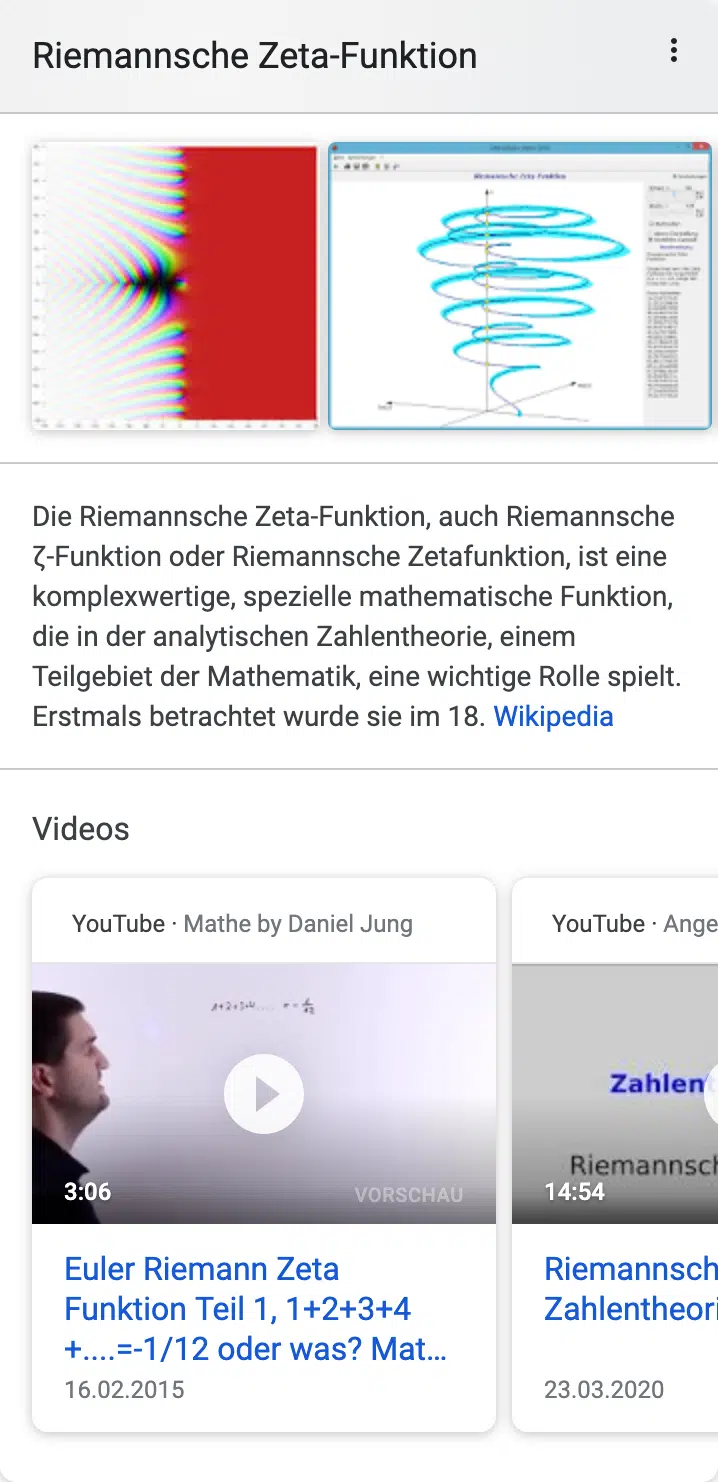 Riemannsche Zeta-Funktion
Riemannsche Zeta Funktion
Die Riemannsche Zeta-Funktion, auch Riemannsche
ζ-Funktion oder Riemannsche Zetafunktion, ist eine
komplexwertige, spezielle mathematische Funktion,
die in der analytischen Zahlentheorie, einem
Teilgebiet der Mathematik, eine wichtige Rolle spielt.
Erstmals betrachtet wurde sie im 18. Wikipedia
Videos
YouTube · Mathe by Daniel Jung
3:06
VORSCHAU
Euler Riemann Zeta
Funktion Teil 1, 1+2+3+4
+....=-1/12 oder was? Mat...
16.02.2015
YouTube · Ange
Zahlen
Riemannsch
14:54
Riemannsch
Zahlentheori
23.03.2020